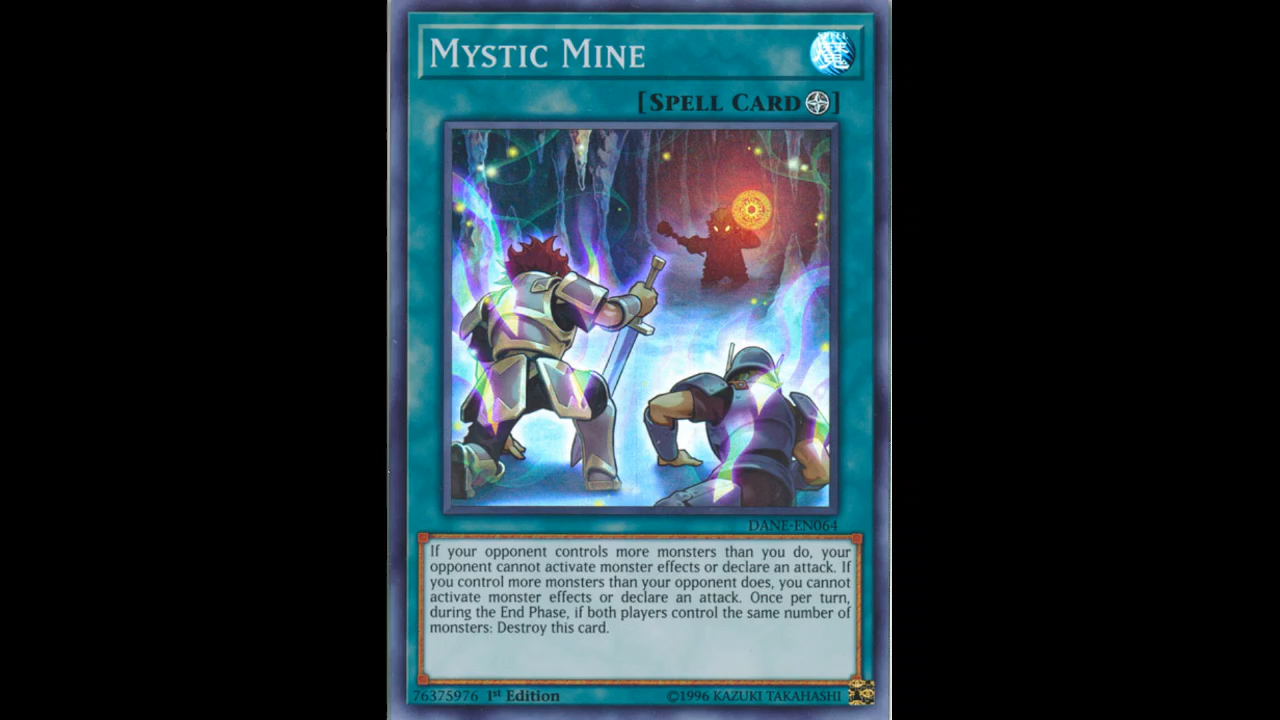 MYSTIC MINE
魔
[SPELL CARD]
DANE-EN064
If your opponent controls more monsters than you do, your
opponent cannot activate monster effects or declare an attack. If
you control more monsters than your opponent does, you cannot
activate monster effects or declare an attack. Once per turn,
during the End Phase, if both players control the same number of
monsters: Destroy this card.
76375976 1st Edition ©1996 KAZUKI TAKAHASHI